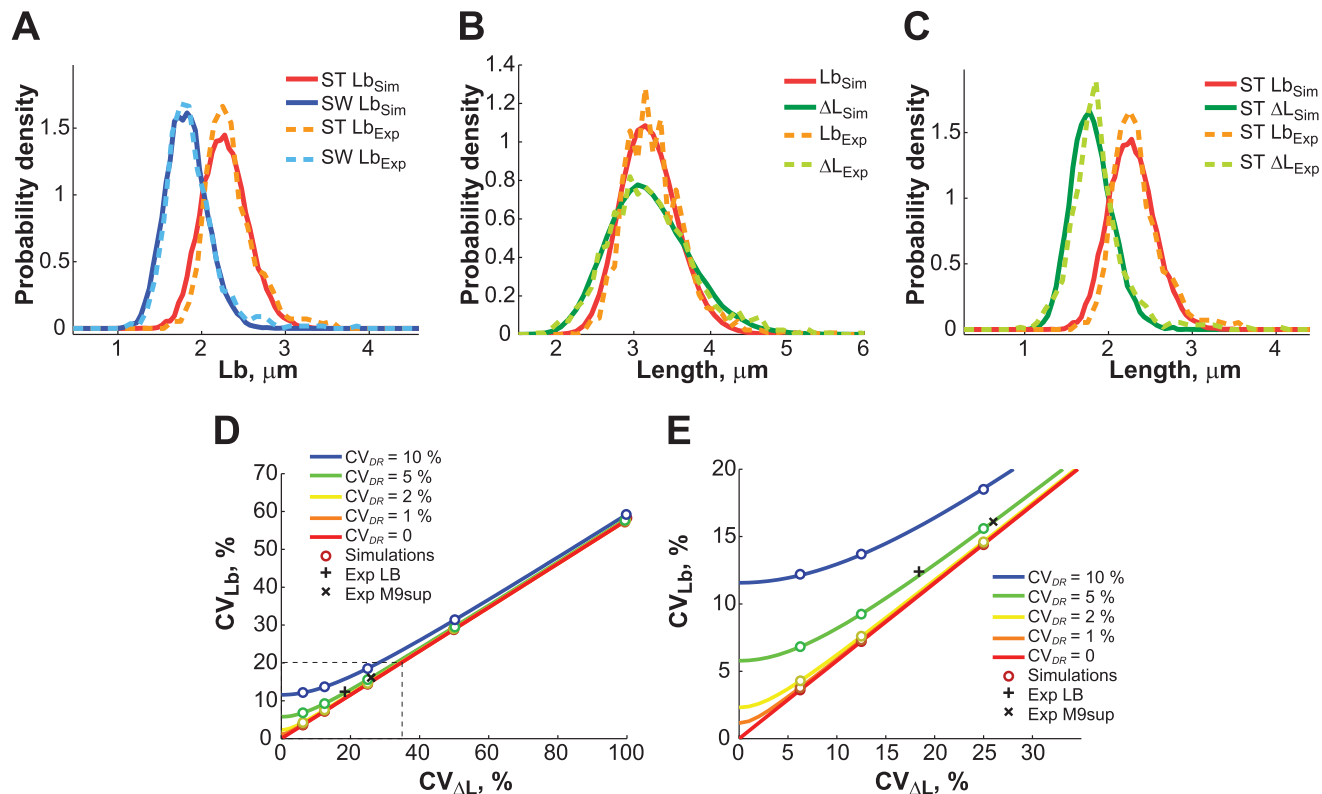 A
Probability density
1.5
1
0.5
0
1
2
3
4
Lb, μm
ST LbSim
SW LbSim
ST LbExp
SW LbExp
B
Probability density
1.4
1.2
1.0
0.8
0.6
0.4
0.2
0
2
3
4
5
6
Length, μm
LbSim
ΔLSim
LbExp
ΔLExp
C
Probability density
1.5
1
0.5
0
1
2
3
4
Length, μm
ST LbSim
ST ΔLSim
ST LbExp
ST ΔLExp
D
CVLb, %
70
60
50
40
30
20
10
0
0
20
40
60
80
100
CVΔL, %
CVDR = 10 %
CVDR = 5 %
CVDR = 2 %
CVDR = 1 %
CVDR = 0
Simulations
Exp LB
Exp M9sup
E
CVLb, %
20
15
10
5
0
0
5
10
15
20
25
30
CVΔL, %
CVDR = 10 %
CVDR = 5 %
CVDR = 2 %
CVDR = 1 %
CVDR = 0
Simulations
Exp LB
Exp M9sup